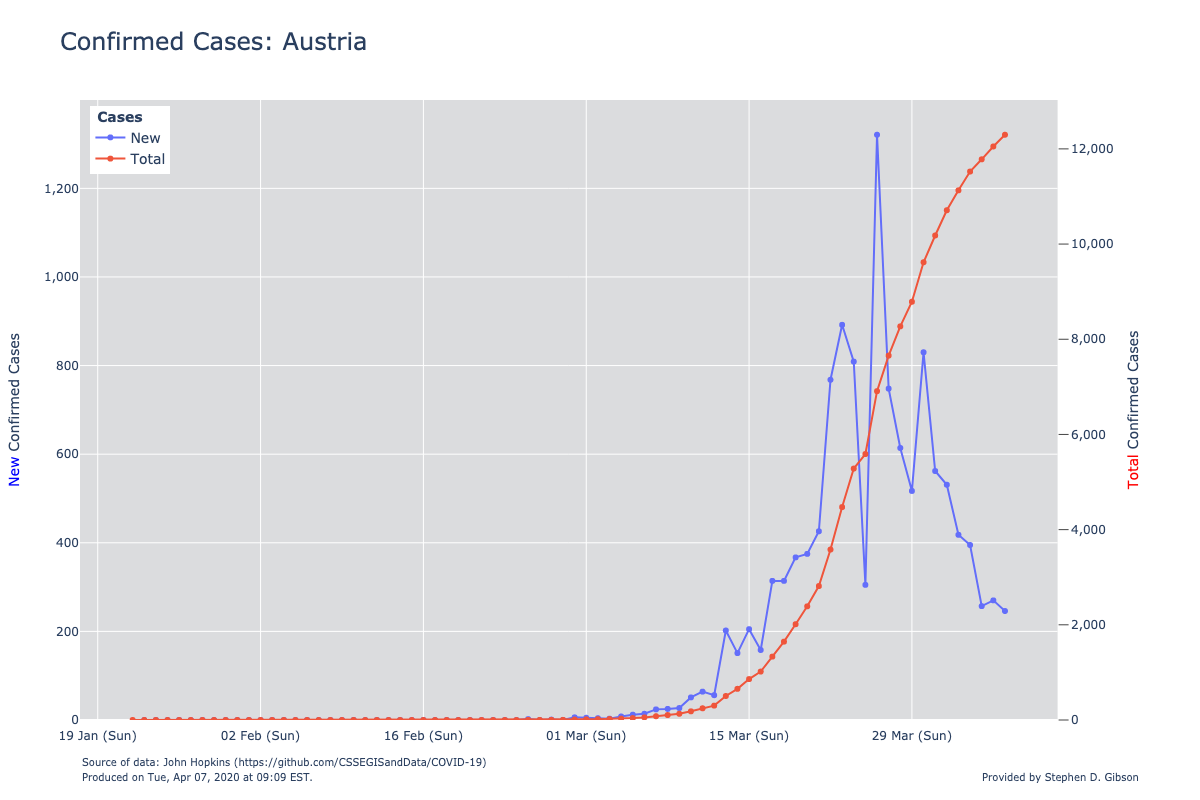 Confirmed Cases: Austria
Cases
New
Total
1,200
1,000
800
600
400
200
0
12,000
10,000
8,000
6,000
4,000
2,000
0
New Confirmed Cases
Total Confirmed Cases
19 Jan (Sun) 02 Feb (Sun) 16 Feb (Sun) 01 Mar (Sun) 15 Mar (Sun) 29 Mar (Sun)
Source of data: John Hopkins (https://github.com/CSSEGISandData/COVID-19)
Produced on Tue, Apr 07, 2020 at 09:09 EST.
Provided by Stephen D. Gibson